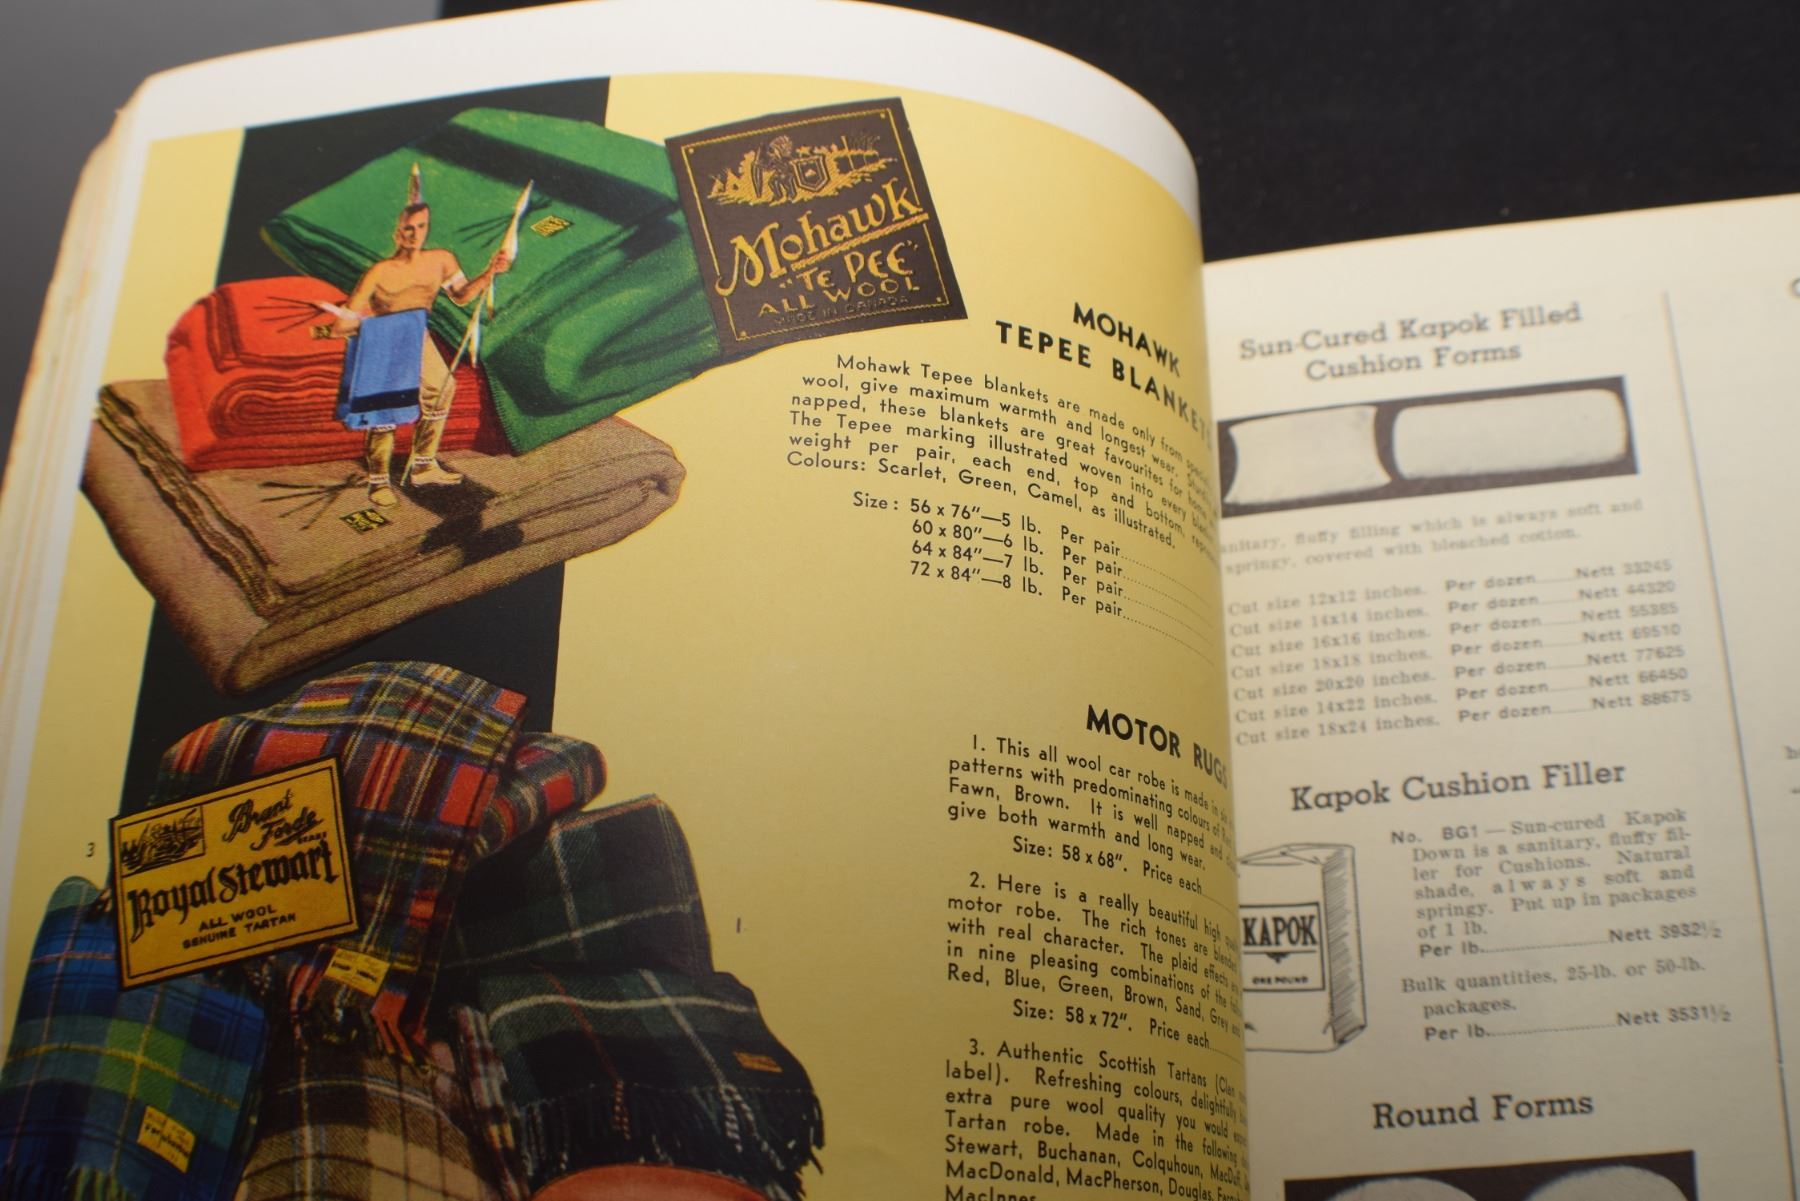 Mohawk
"TE PEE"
ALL WOOL
MADE IN CANADA
MOHAWK
TEPEE BLANKETS
Mohawk Tepee blankets are made only from
wool, give maximum warmth and longest wear.
napped, these blankets are great favourites for
The Tepee marking illustrated woven into every
weight per pair, each end, top and bottom,
Colours: Scarlet, Green, Camel, as illustrated.
Size: 56 x 76"—5 lb. Per pair
60 x 80"—6 lb. Per pair
64 x 84"—7 lb. Per pair
72 x 84"—8 lb. Per pair
3
Brant
Forde
Royal Stewart
ALL WOOL
GENUINE TARTAN
1
MOTOR RUGS
1. This all wool car robe is made in
patterns with predominating colours of
Fawn, Brown. It is well napped and
give both warmth and long wear.
Size: 58 x 68". Price each
2. Here is a really beautiful high
motor robe. The rich tones are blended
with real character. The plaid effects
in nine pleasing combinations of the
Red, Blue, Green, Brown, Sand, Grey
Size: 58 x 72". Price each
3. Authentic Scottish Tartans (Clan
label). Refreshing colours, delightfully
extra pure wool quality you would
Tartan robe. Made in the following
Stewart, Buchanan, Colquhoun, MacDuff,
MacDonald, MacPherson, Douglas,
MacInnes
Sun-Cured Kapok Filled
Cushion Forms
fluffy filling which is always soft and
springy, covered with bleached cotton.
Cut size 12x12 inches. Per dozen Nett 33245
Cut size 14x14 inches. Per dozen Nett 44320
Cut size 16x16 inches. Per dozen Nett 55385
Cut size 18x18 inches. Per dozen Nett 69510
Cut size 20x20 inches. Per dozen Nett 77625
Cut size 14x22 inches. Per dozen Nett 66450
Cut size 18x24 inches. Per dozen Nett 88675
Kapok Cushion Filler
No. BG1—Sun-cured Kapok
Down is a sanitary, fluffy fil-
ler for Cushions. Natural
shade, always soft and
springy. Put up in packages
of 1 lb.
Per lb. Nett 3932½
KAPOK
ONE POUND
Bulk quantities, 25-lb. or 50-lb.
packages.
Per lb. Nett 3531½
Round Forms